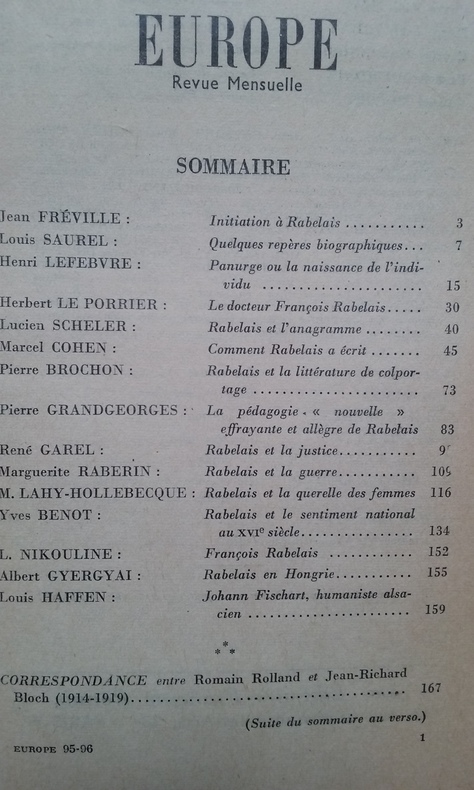 EUROPE
Revue Mensuelle
SOMMAIRE
Jean FRÉVILLE : Initiation à Rabelais ........... 3
Louis SAUREL : Quelques repères biographiques... 7
Henri LEFEBVRE : Panurge ou la naissance de l'indi-
vidu ...................... 15
Herbert LE PORRIER : Le docteur François Rabelais..... 30
Lucien SCHELER : Rabelais et l'anagramme ........ 40
Marcel COHEN : Comment Rabelais a écrit ....... 45
Pierre BROCHON : Rabelais et la littérature de colpor-
tage ....................... 73
Pierre GRANDGEORGES : La pédagogie « nouvelle »
effrayante et allègre de Rabelais 83
René GAREL : Rabelais et la justice........... 9
Marguerite RABERIN : Rabelais et la guerre........... 105
M. LAHY-HOLLEBECQUE : Rabelais et la querelle des femmes 116
Yves BENOT : Rabelais et le sentiment national
au XVIe siècle................ 134
L. NIKOULINE : François Rabelais ............ 152
Albert GYERGYAI : Rabelais en Hongrie........... 155
Louis HAFFEN : Johann Fischart, humaniste alsa-
cien ...................... 159
* * *
CORRESPONDANCE entre Romain Rolland et Jean-Richard
Bloch (1914-1919)..................................... 167
(Suite du sommaire au verso.)
EUROPE 95-96 1